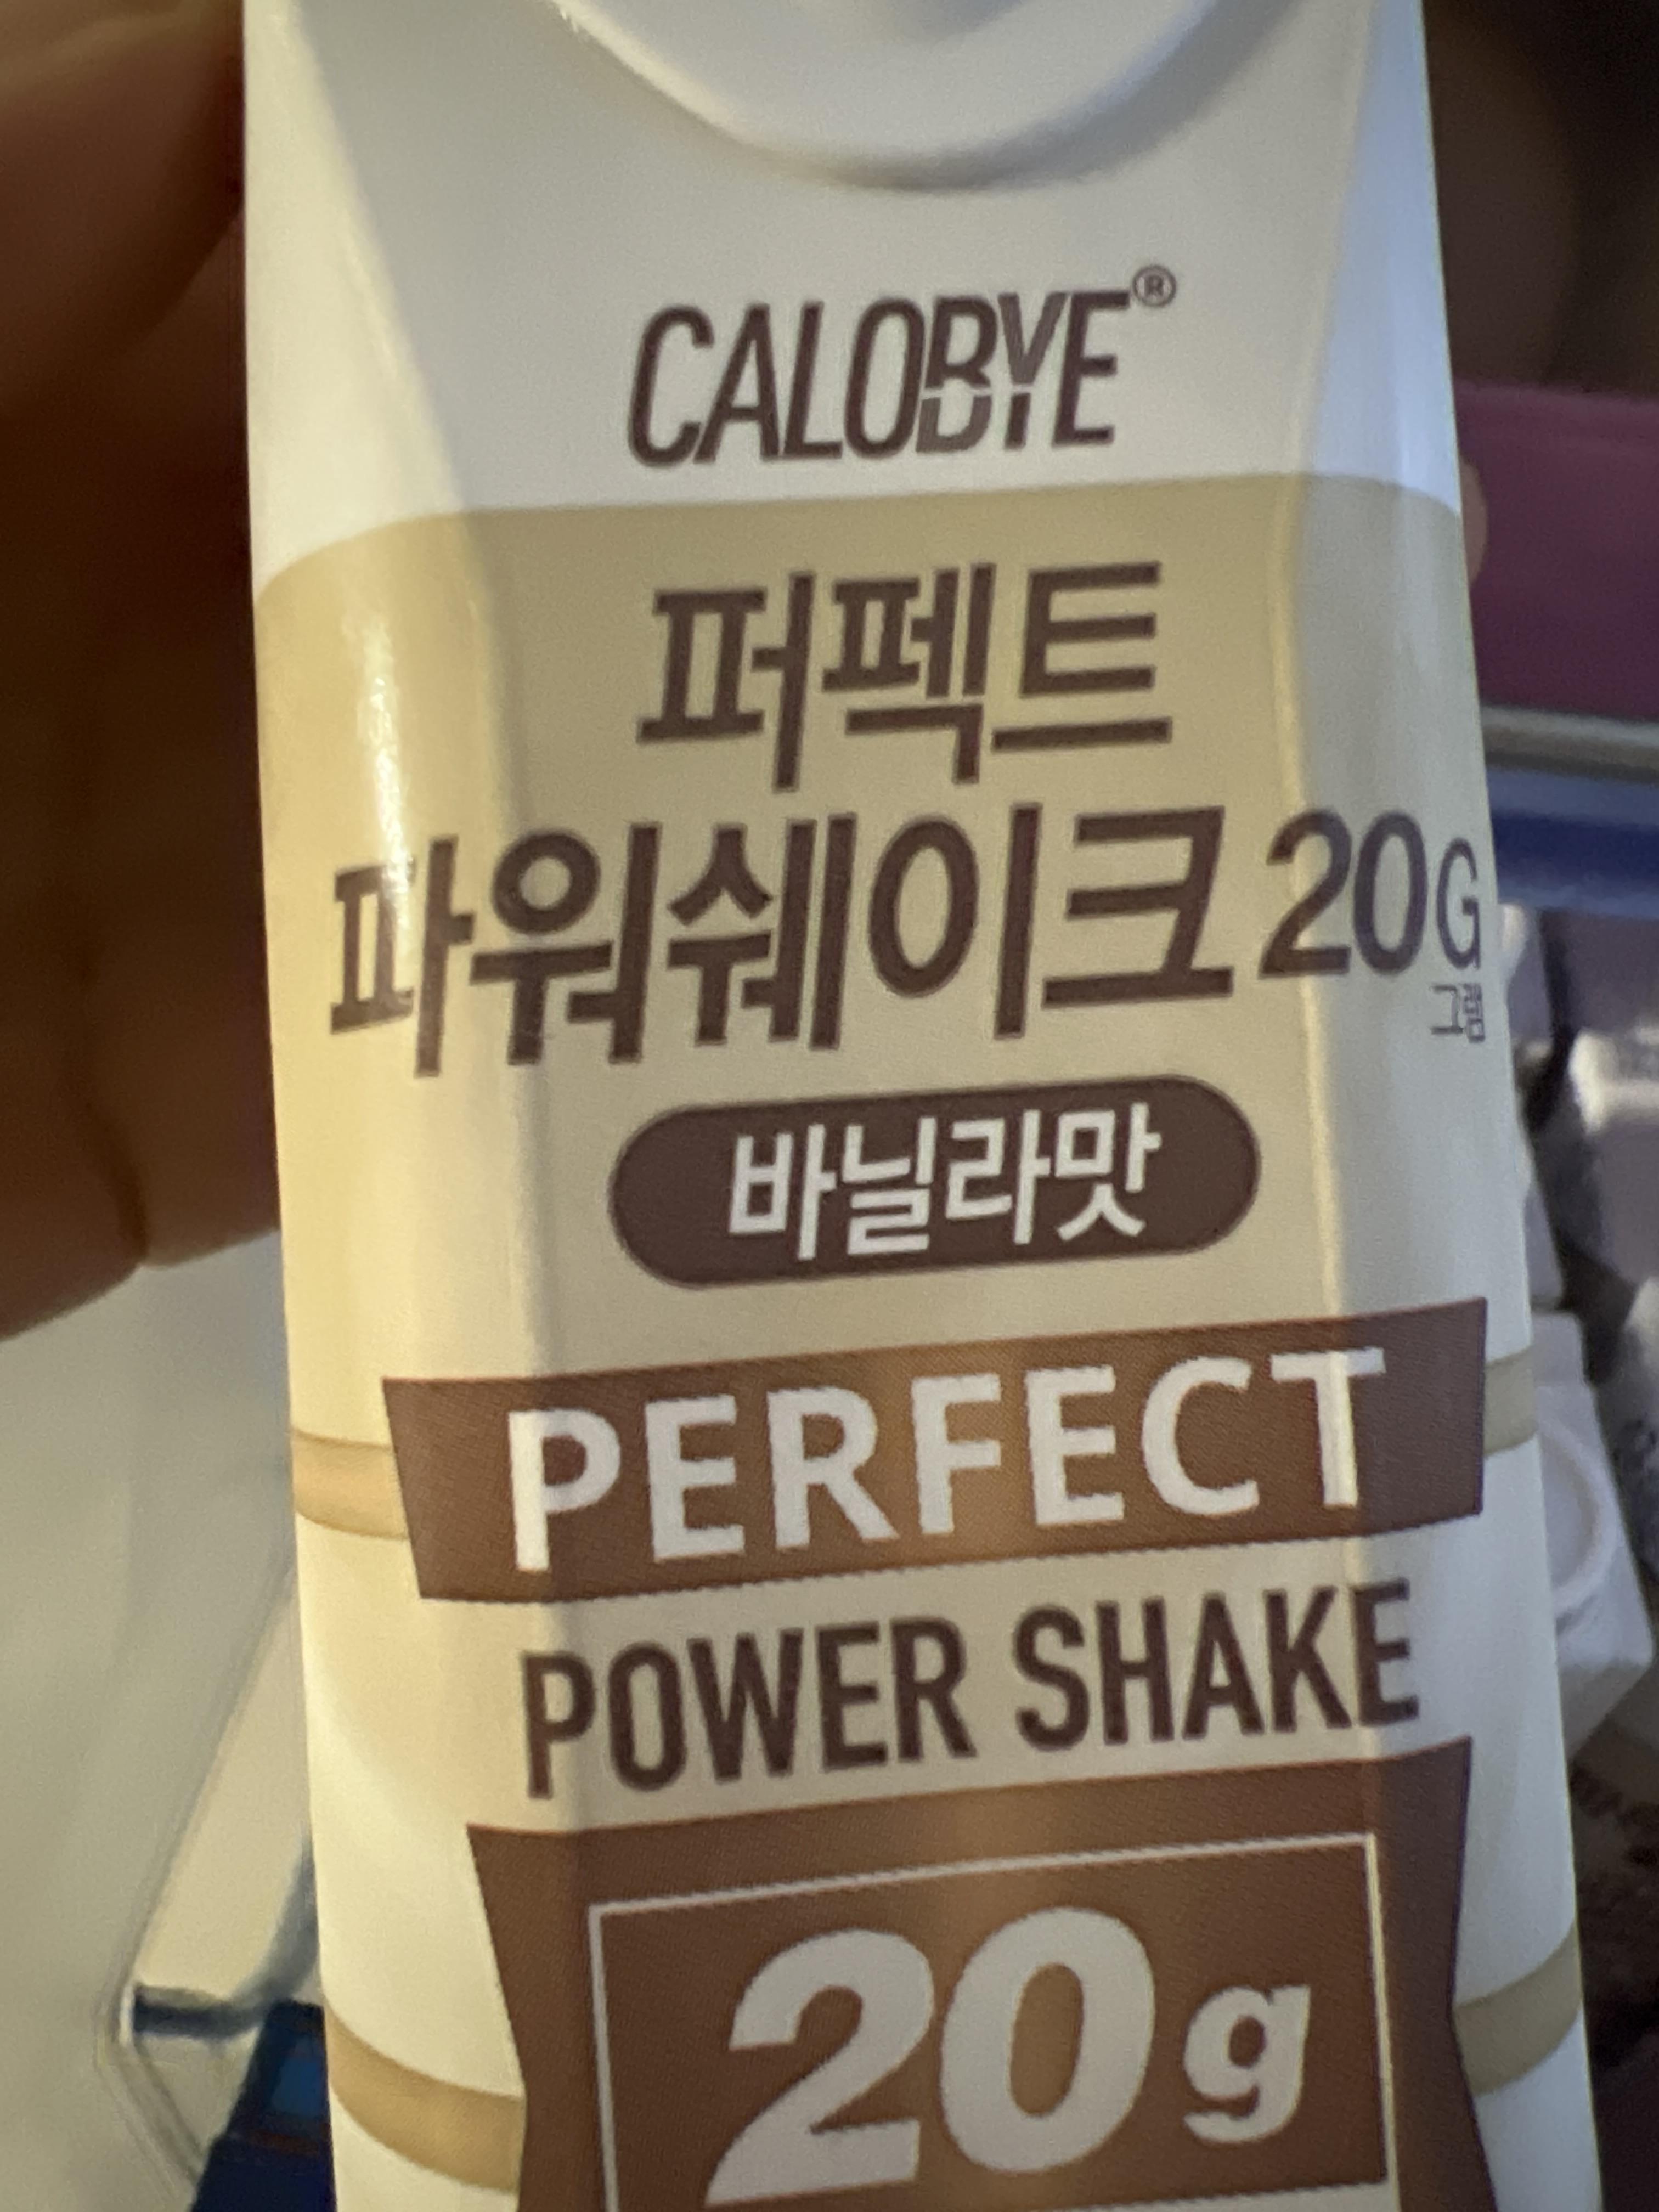 CALOBYE®
퍼펙트
파워쉐이크 20G
그램
바닐라맛
PERFECT
POWER SHAKE
20g